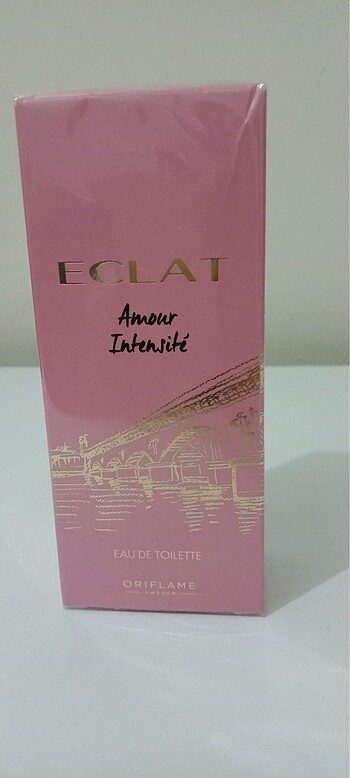 ECLAT
Amour
Intensité
EAU DE TOILETTE
ORIFLAME
SWEDEN